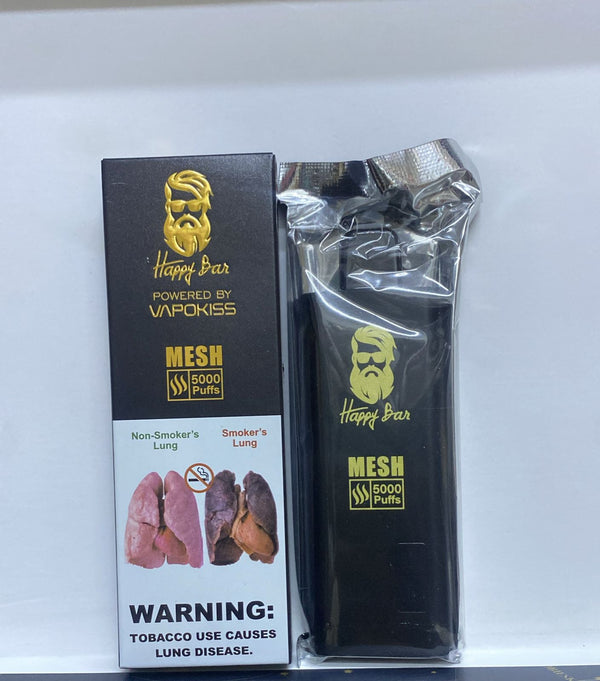 Happy Bar
POWERED BY
VAPOKISS
MESH
5000
Puffs
Non-Smoker's
Lung
Smoker's
Lung
WARNING:
TOBACCO USE CAUSES
LUNG DISEASE.
Happy Bar
MESH
5000
Puffs